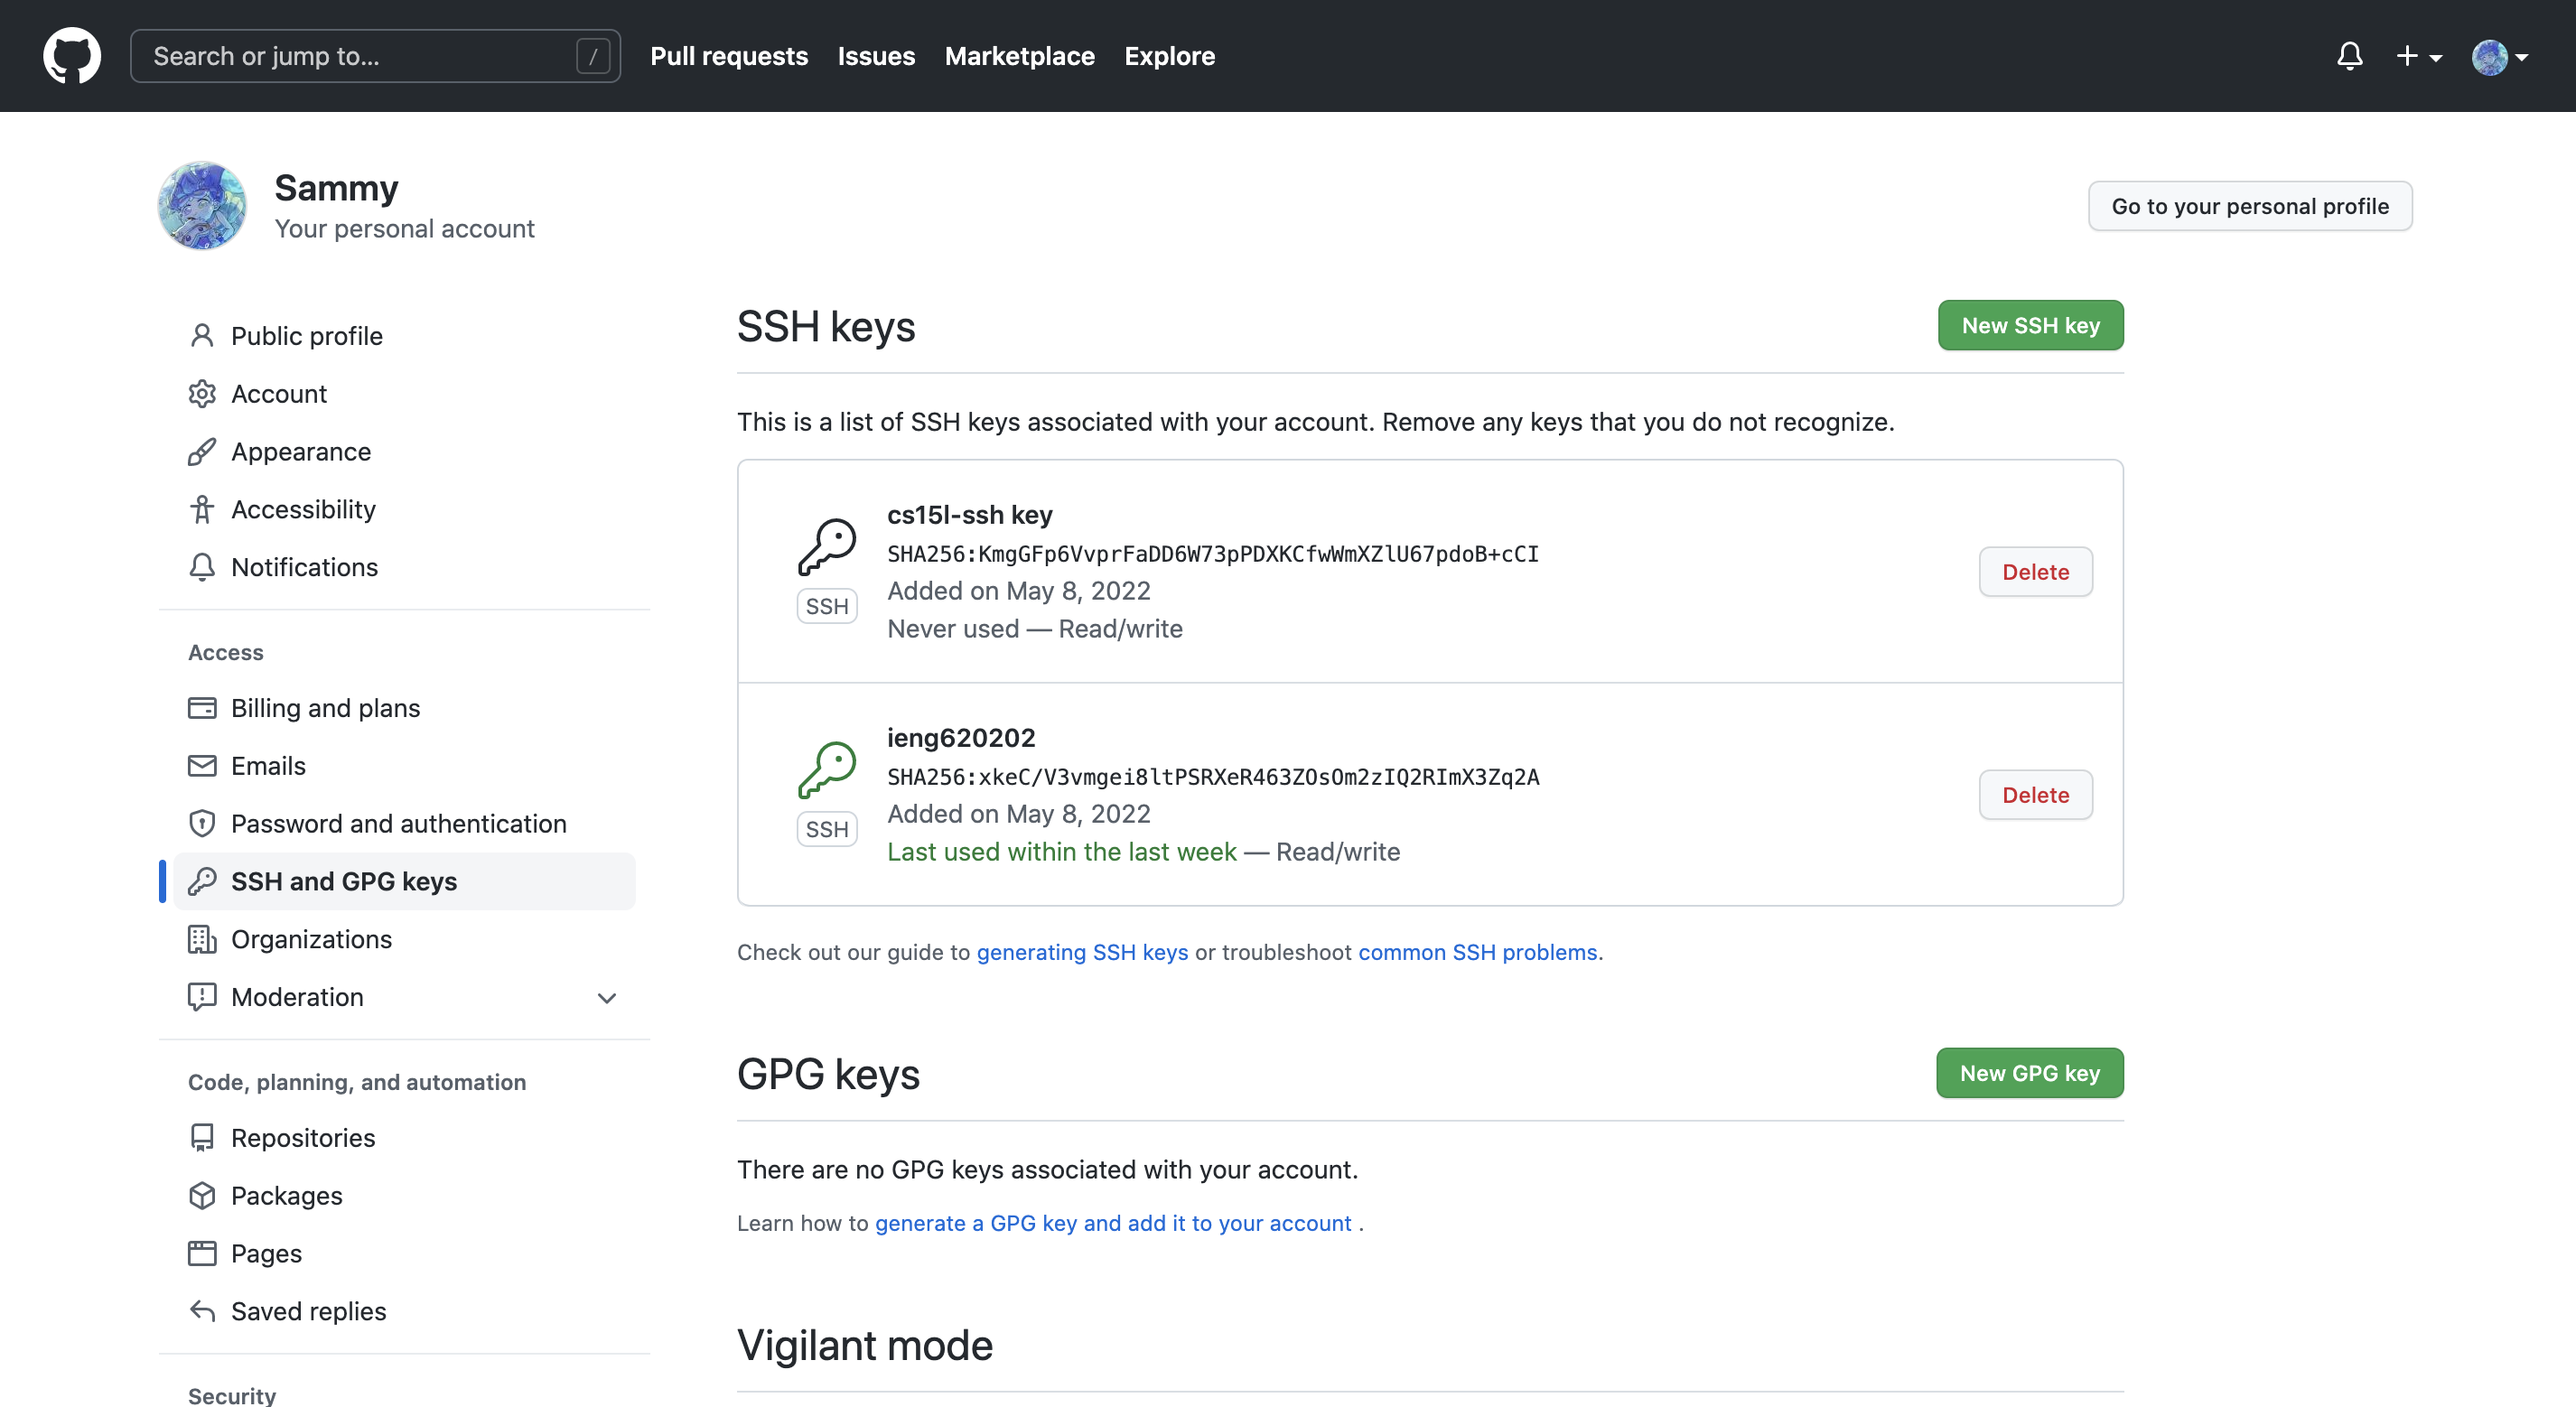 Search or jump to...
/
Pull requests
Issues
Marketplace
Explore
Sammy
Your personal account
Go to your personal profile
Public profile
Account
Appearance
Accessibility
Notifications
Access
Billing and plans
Emails
Password and authentication
SSH and GPG keys
Organizations
Moderation
Code, planning, and automation
Repositories
Packages
Pages
Saved replies
Security
SSH keys
New SSH key
This is a list of SSH keys associated with your account. Remove any keys that you do not recognize.
cs15l-ssh key
SHA256:KmgGFp6VvprFaDD6W73pPDXKCfwWmXZlU67pdoB+cCI
Added on May 8, 2022
Never used — Read/write
SSH
Delete
ieng620202
SHA256:xkeC/V3vmgei8ltPSRXeR463ZOsOm2zIQ2RImX3Zq2A
Added on May 8, 2022
Last used within the last week — Read/write
SSH
Delete
Check out our guide to generating SSH keys or troubleshoot common SSH problems.
GPG keys
New GPG key
There are no GPG keys associated with your account.
Learn how to generate a GPG key and add it to your account .
Vigilant mode